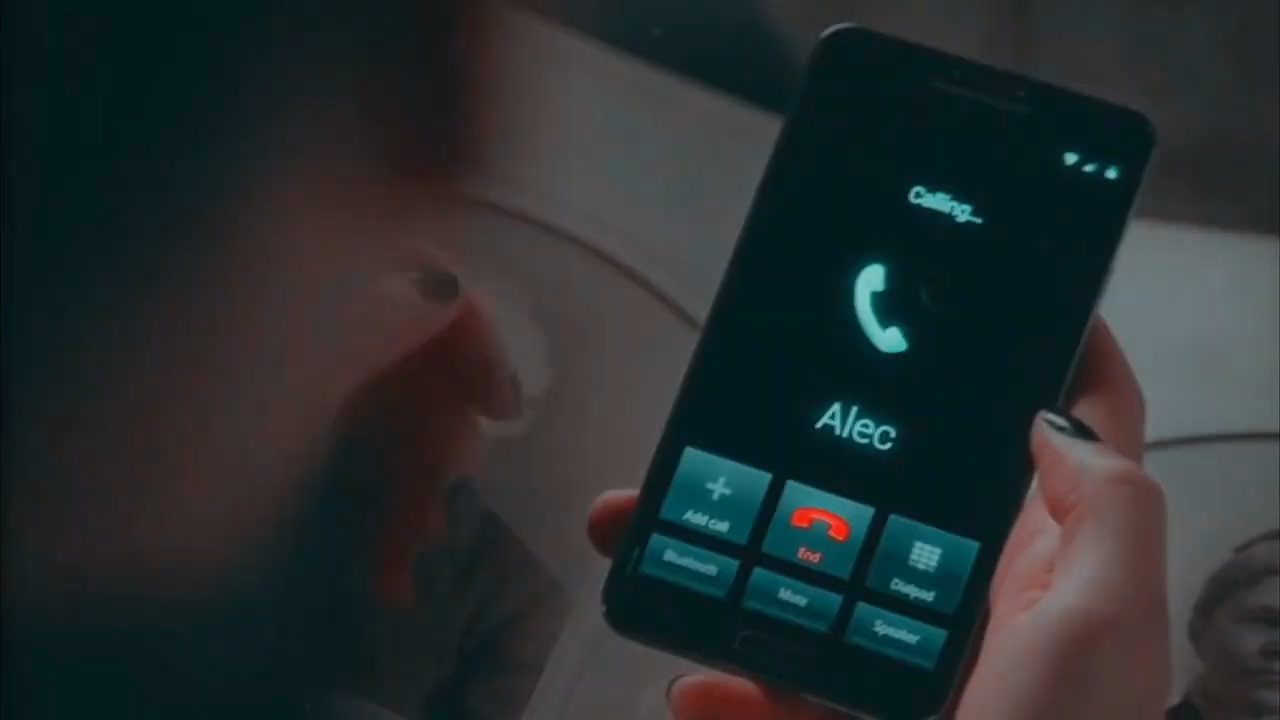 Calling...
Alec
Add call
End
Dialpad
Bluetooth
Mute
Speaker